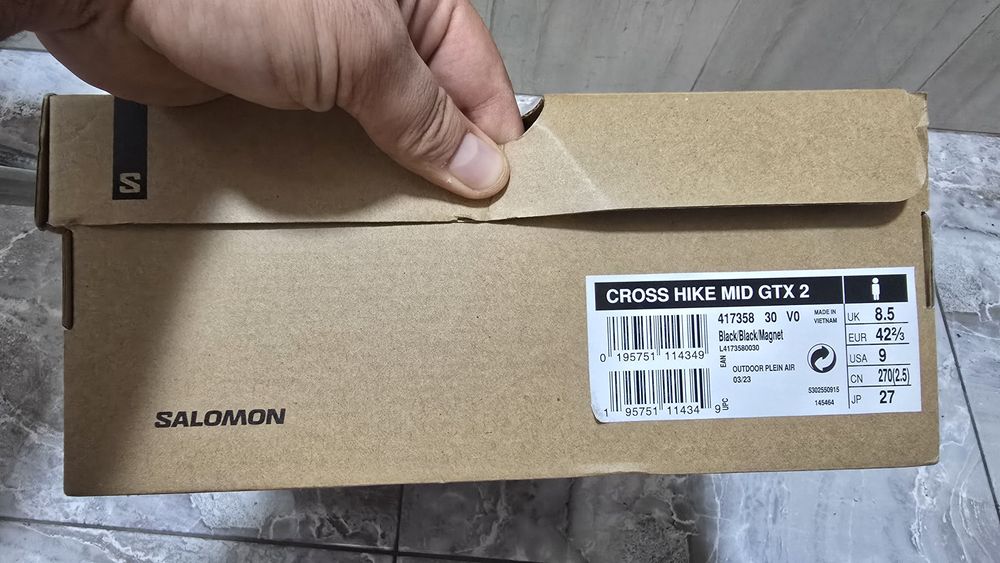 S
SALOMON
CROSS HIKE MID GTX 2
417358 30 V0
MADE IN
VIETNAM
Black/Black/Magnet
L4173580030
0 195751 114349
EAN
OUTDOOR PLEIN AIR
03/23
S302550915
145464
1 95751 11434 9
UPC
UK 8.5
EUR 42⅔
USA 9
CN 270(2.5)
JP 27